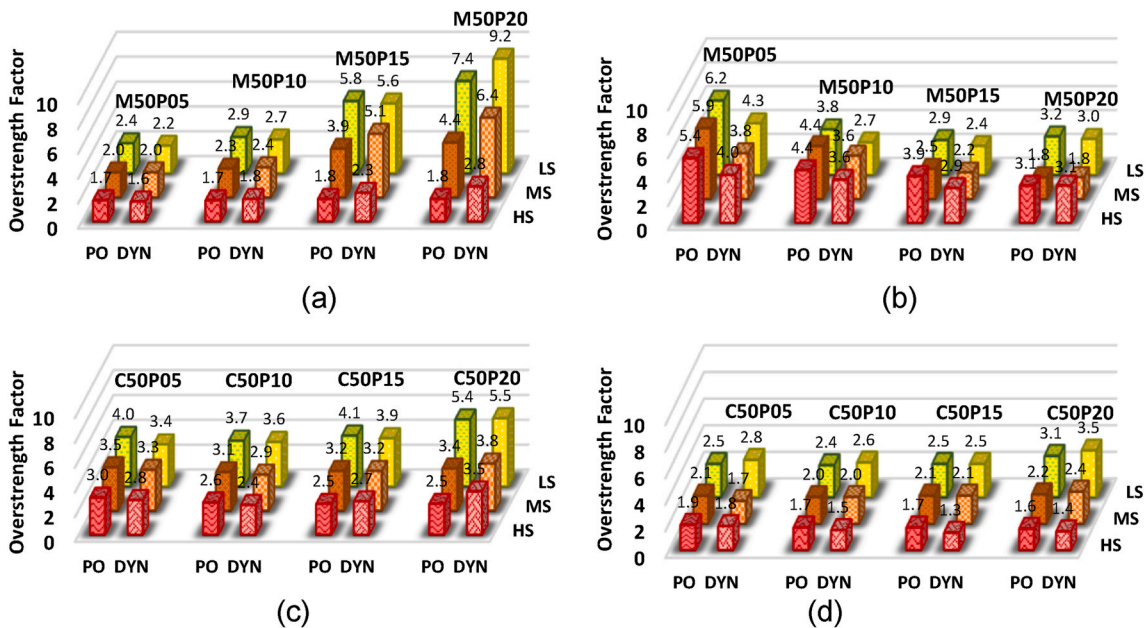 Overstrength Factor
M50P20
9.2
M50P15
7.4
5.8 5.6 6.4
M50P10
5.1
10 M50P05
2.9 2.7 3.9 4.4
8 2.4 2.2
2.3 2.4 2.3 2.8
6 2.0 2.0
1.7 1.6 1.7 1.8 1.8 1.8
4 LS
2 MS
0 HS
PO DYN PO DYN PO DYN PO DYN
(a)
Overstrength Factor
M50P05
6.2 M50P10 M50P15 M50P20
10 5.9 4.3 3.8 2.7 2.9 2.4 3.2 3.0
8 5.4 3.8 4.4 3.6 2.5 2.2 1.8 1.8
6 4.0 4.4 3.6 3.9 2.9 3.1 3.1
4 LS
2 MS
0 HS
PO DYN PO DYN PO DYN PO DYN
(b)
Overstrength Factor
C50P05 C50P10 C50P15 C50P20
10 4.0 3.4 3.7 3.6 4.1 3.9 5.4 5.5
8 3.5 3.3 3.1 2.9 3.2 3.2 3.4 3.8
6 3.0 2.8 2.6 2.4 2.5 2.7 2.5 3.5
4 LS
2 MS
0 HS
PO DYN PO DYN PO DYN PO DYN
(c)
Overstrength Factor
C50P05 C50P10 C50P15 C50P20
10 2.5 2.8 2.4 2.6 2.5 2.5 3.1 3.5
8 2.1 1.7 2.0 2.0 2.1 2.1 2.2 2.4
6 1.9 1.8 1.7 1.5 1.7 1.3 1.6 1.4
4 LS
2 MS
0 HS
PO DYN PO DYN PO DYN PO DYN
(d)